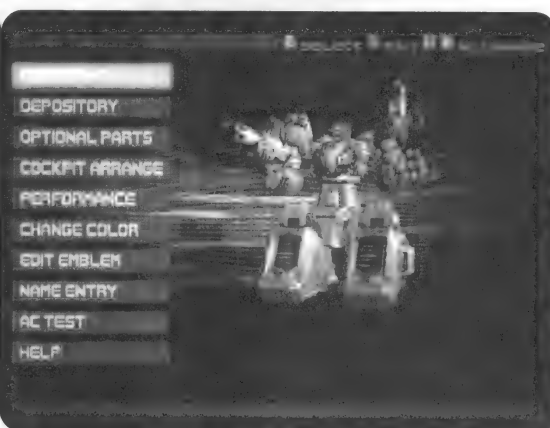 DEPOSITORY
OPTIONAL PARTS
COCKPIT ARRANGE
PERFORMANCE
CHANGE COLOR
EDIT EMBLEM
NAME ENTRY
AC TEST
HELP